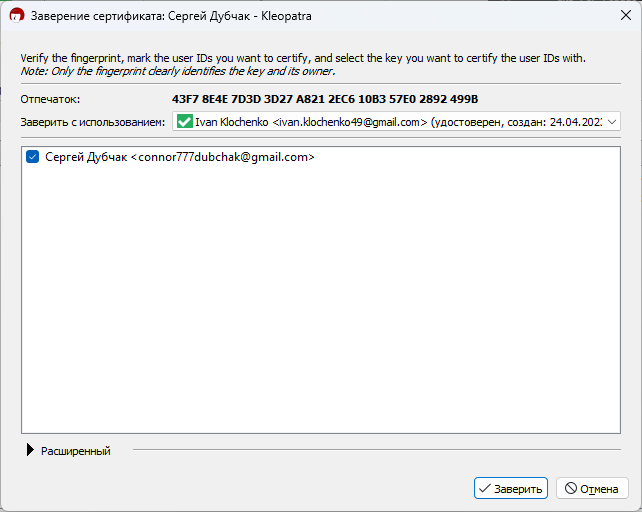 Заверение сертификата: Сергей Дубчак - Kleopatra
Verify the fingerprint, mark the user IDs you want to certify, and select the key you want to certify the user IDs with.
Note: Only the fingerprint clearly identifies the key and its owner.
Отпечаток: 43F7 8E4E 7D3D 3D27 A821 2EC6 10B3 57E0 2892 499B
Заверить с использованием: Ivan Klochenko <ivan.klochenko49@gmail.com> (удостоверен, создан: 24.04.202
Сергей Дубчак <connor777dubchak@gmail.com>
Расширенный
Заверить Отмена